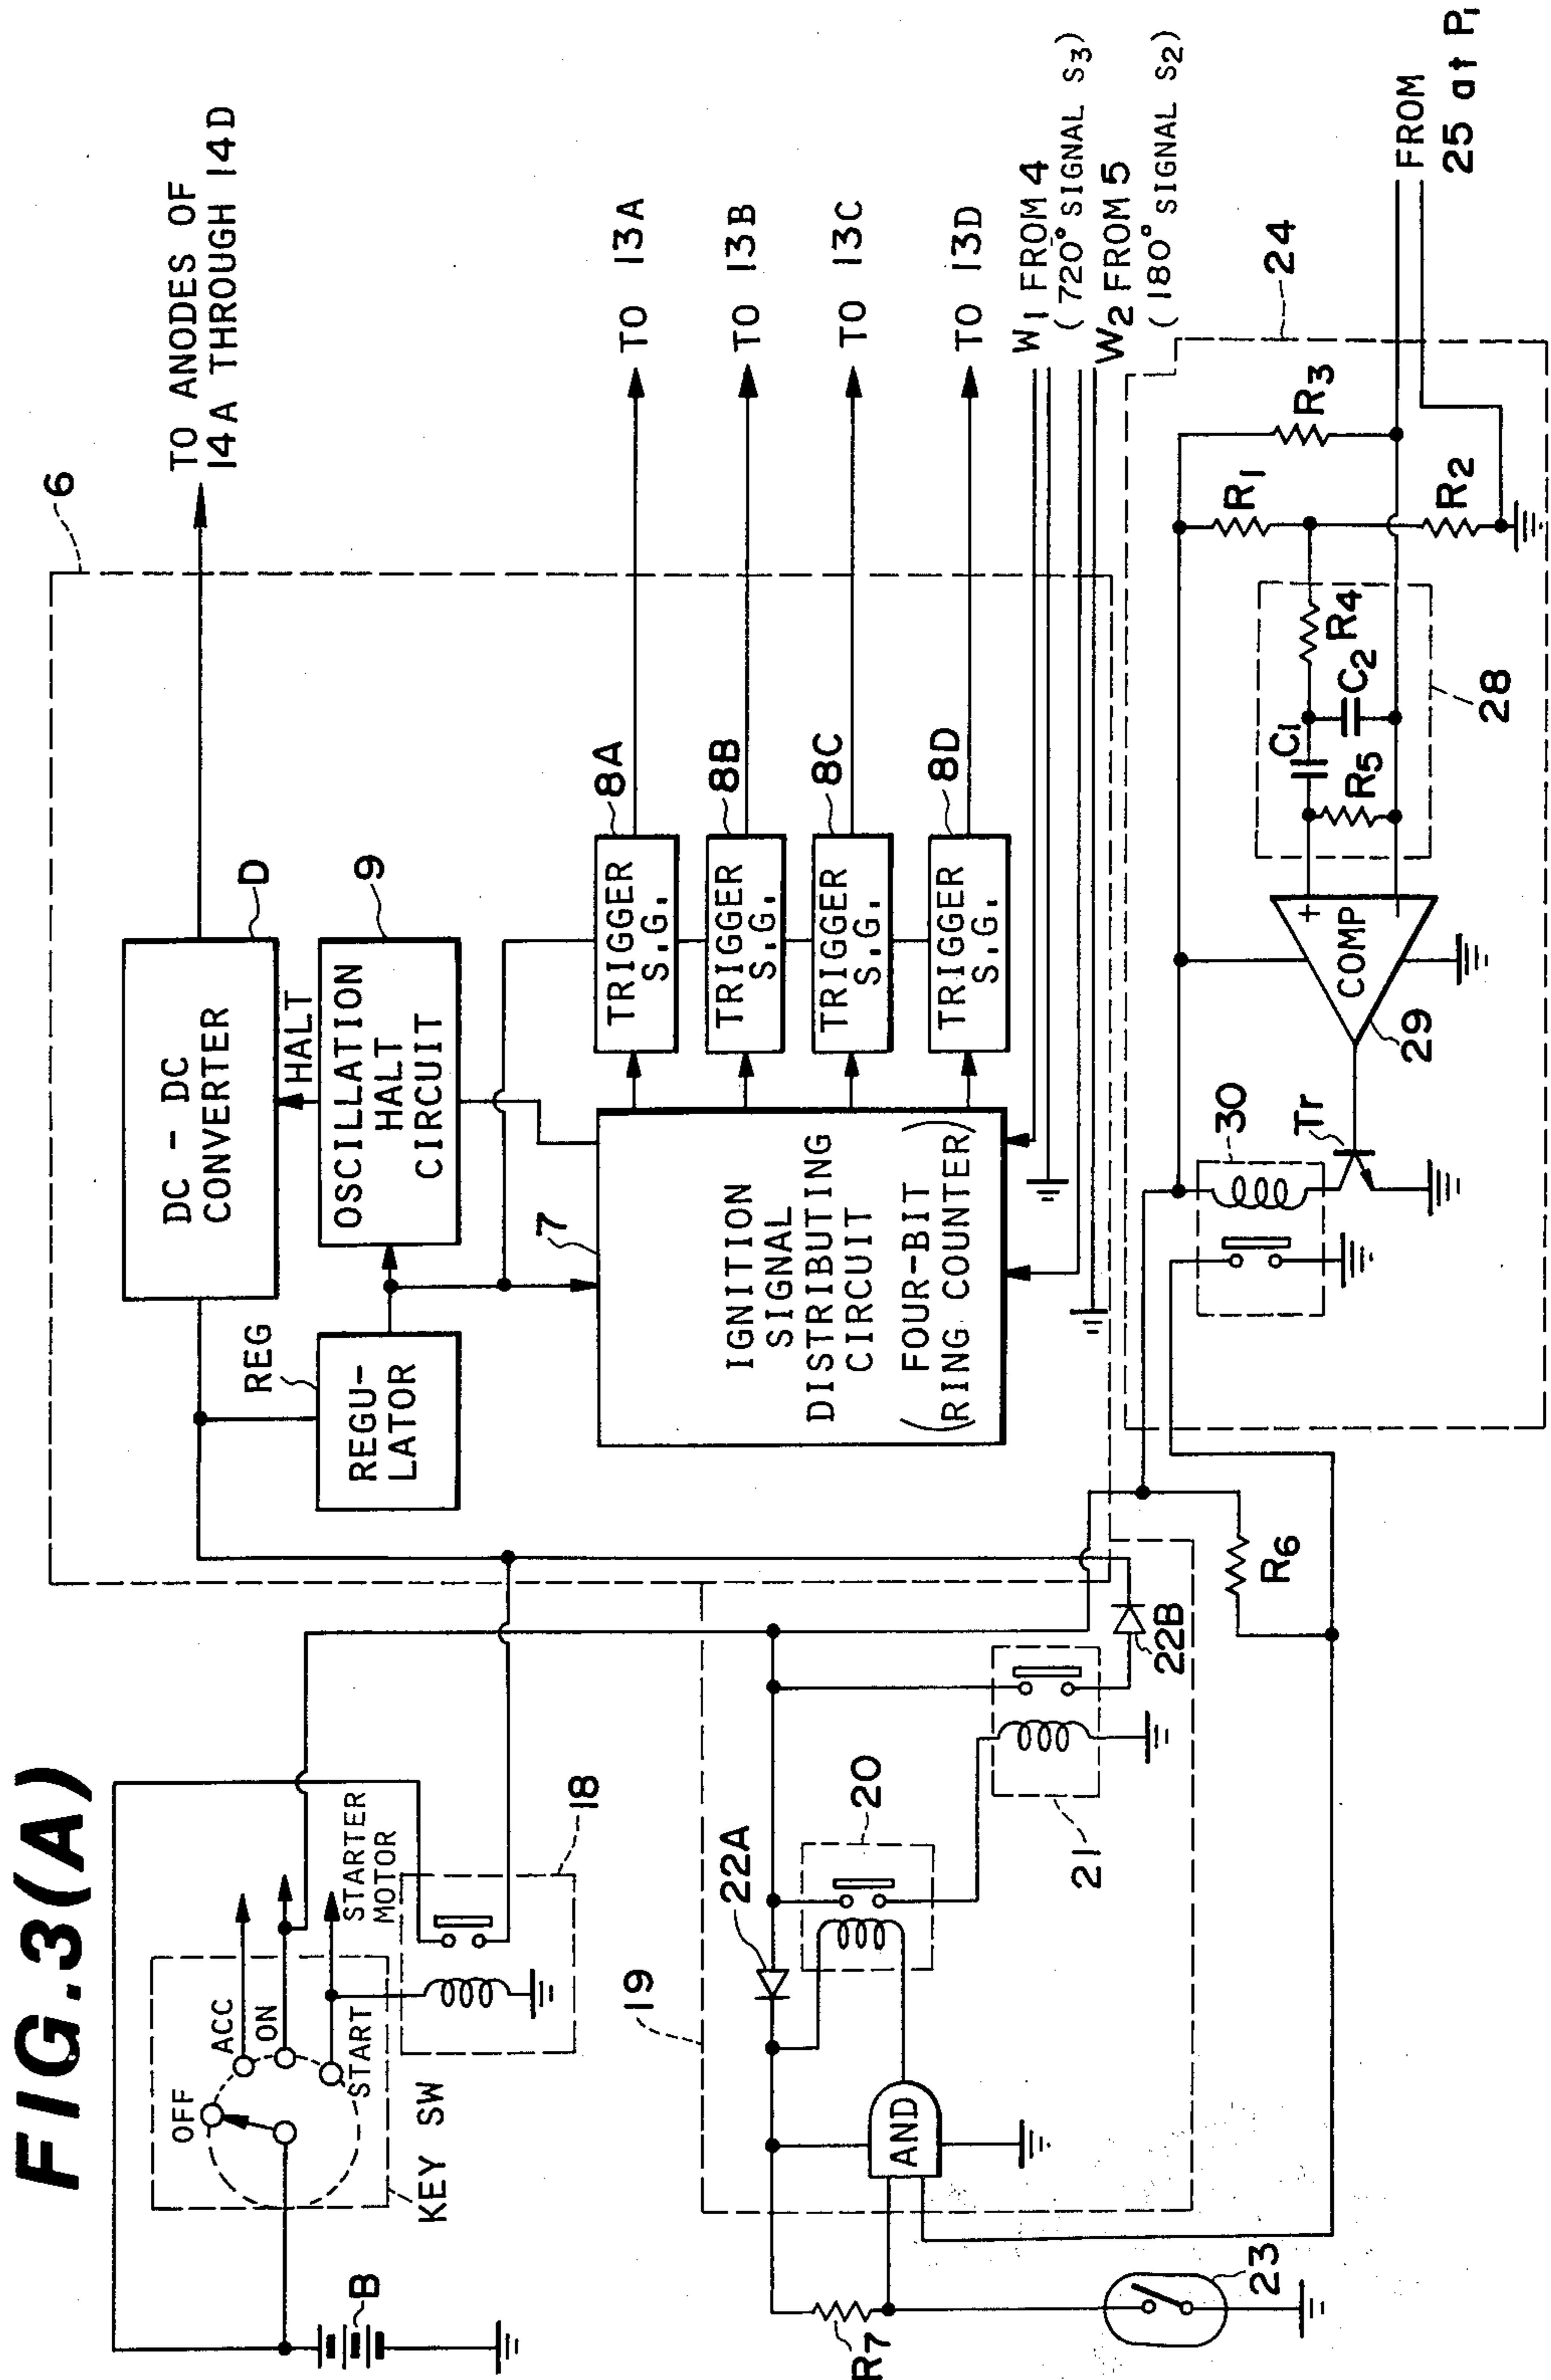 FIG.3(A)
OFF
ACC
ON
START
KEY SW
B
STARTER
MOTOR
18
6
TO ANODES OF
14A THROUGH 14D
DC - DC
CONVERTER
D
HALT
OSCILLATION
HALT
CIRCUIT
9
REG
REGU-
LATOR
7
IGNITION
SIGNAL
DISTRIBUTING
CIRCUIT
(FOUR-BIT
RING COUNTER)
TRIGGER
S.G.
8A
TO 13A
TRIGGER
S.G.
8B
TO 13B
TRIGGER
S.G.
8C
TO 13C
TRIGGER
S.G.
8D
TO 13D
W1 FROM 4
(720° SIGNAL S3)
W2 FROM 5
(180° SIGNAL S2)
19
22A
20
21
22B
AND
R7
23
R6
24
30
Tr
COMP
+
−
29
C1
R5
C2
R4
28
R1
R2
R3
FROM
25 at P1